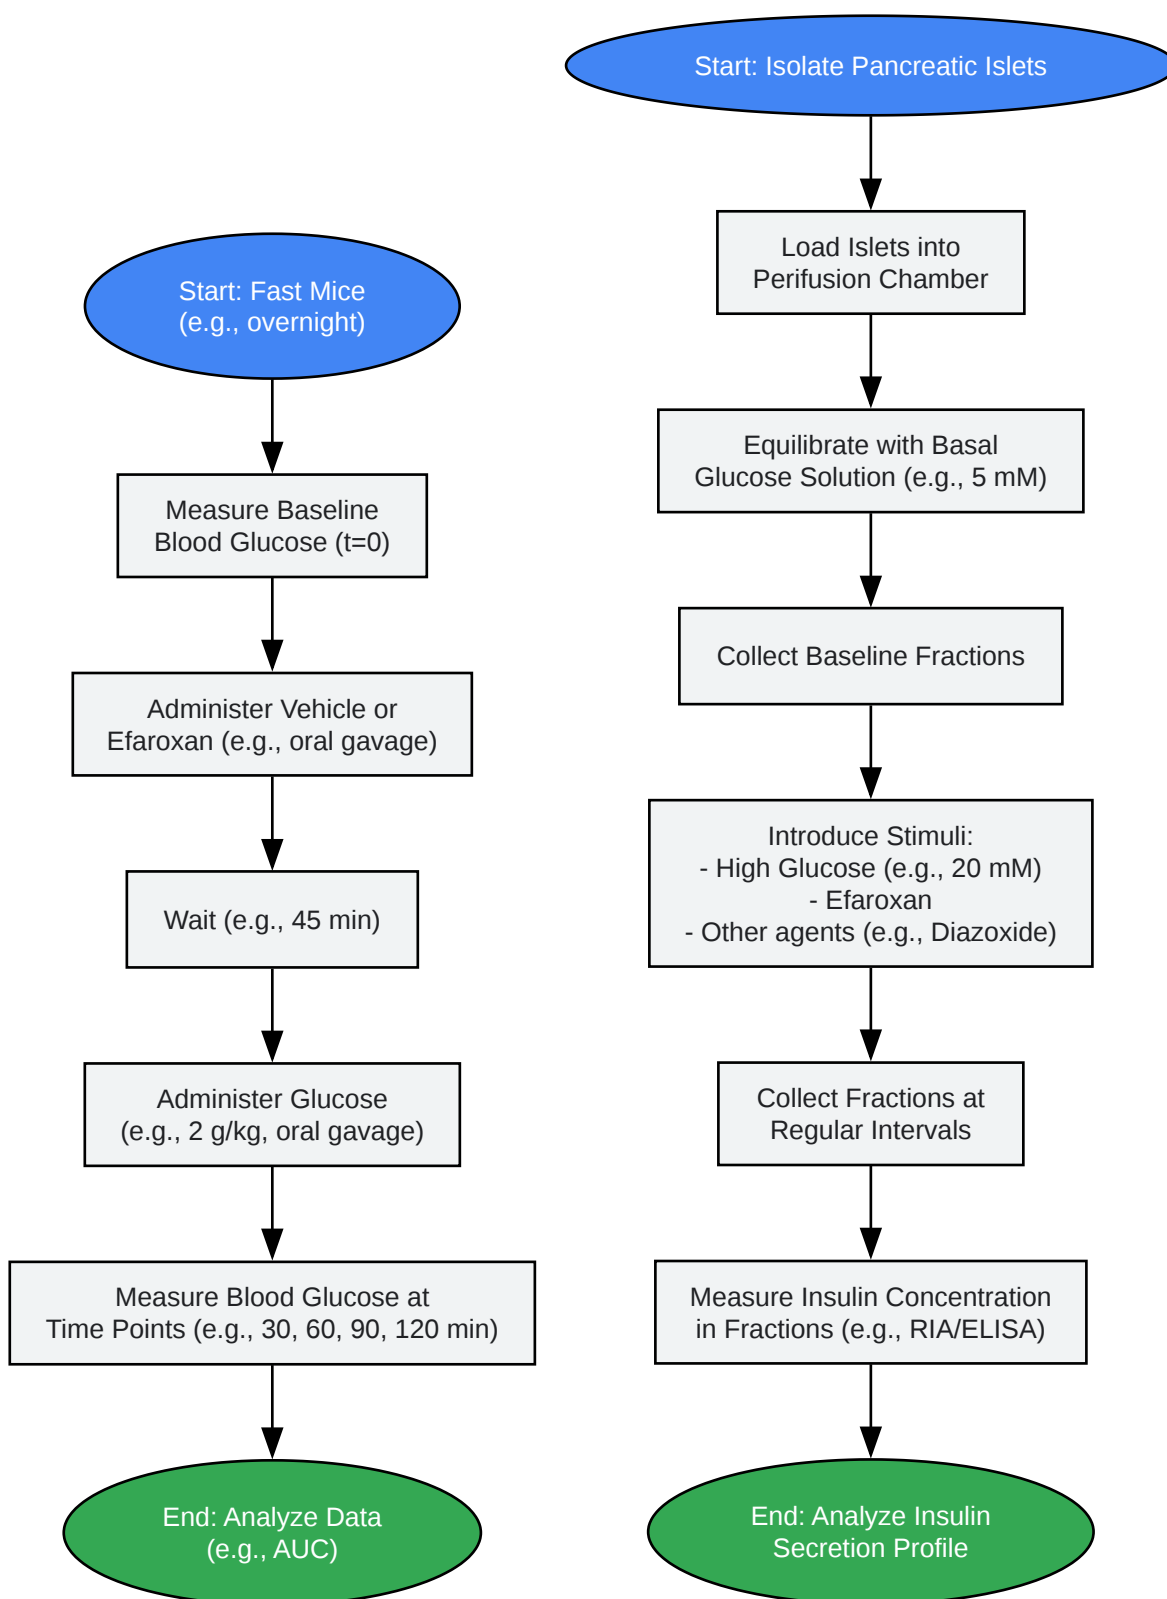 Start: Fast Mice
(e.g., overnight)
Measure Baseline
Blood Glucose (t=0)
Administer Vehicle or
Efaroxan (e.g., oral gavage)
Wait (e.g., 45 min)
Administer Glucose
(e.g., 2 g/kg, oral gavage)
Measure Blood Glucose at
Time Points (e.g., 30, 60, 90, 120 min)
End: Analyze Data
(e.g., AUC)
Start: Isolate Pancreatic Islets
Load Islets into
Perifusion Chamber
Equilibrate with Basal
Glucose Solution (e.g., 5 mM)
Collect Baseline Fractions
Introduce Stimuli:
- High Glucose (e.g., 20 mM)
- Efaroxan
- Other agents (e.g., Diazoxide)
Collect Fractions at
Regular Intervals
Measure Insulin Concentration
in Fractions (e.g., RIA/ELISA)
End: Analyze Insulin
Secretion Profile